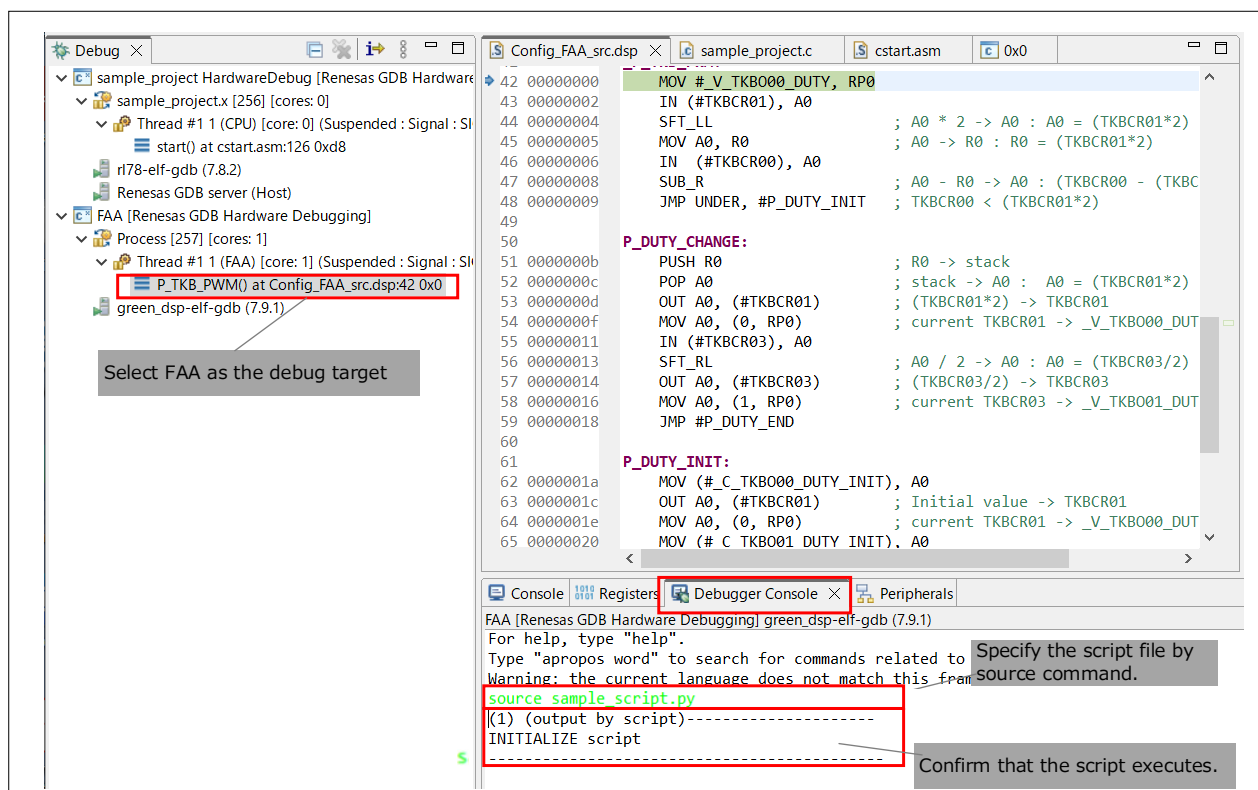 Debug
sample_project HardwareDebug [Renesas GDB Hardware
sample_project.x [256] [cores: 0]
Thread #1 1 (CPU) [core: 0] (Suspended : Signal : SI
start() at cstart.asm:126 0xd8
rl78-elf-gdb (7.8.2)
Renesas GDB server (Host)
FAA [Renesas GDB Hardware Debugging]
Process [257] [cores: 1]
Thread #1 1 (FAA) [core: 1] (Suspended : Signal : SI
P_TKB_PWM() at Config_FAA_src.dsp:42 0x0
green_dsp-elf-gdb (7.9.1)
Select FAA as the debug target
Config_FAA_src.dsp sample_project.c cstart.asm 0x0
42 00000000 MOV #_V_TKBO00_DUTY, RP0
43 00000002 IN (#TKBCR01), A0
44 00000004 SFT_LL ; A0 * 2 -> A0 : A0 = (TKBCR01*2)
45 00000005 MOV A0, R0 ; A0 -> R0 : R0 = (TKBCR01*2)
46 00000006 IN (#TKBCR00), A0
47 00000008 SUB_R ; A0 - R0 -> A0 : (TKBCR00 - (TKBC
48 00000009 JMP UNDER, #P_DUTY_INIT ; TKBCR00 < (TKBCR01*2)
49
50 P_DUTY_CHANGE:
51 0000000b PUSH R0 ; R0 -> stack
52 0000000c POP A0 ; stack -> A0 : A0 = (TKBCR01*2)
53 0000000d OUT A0, (#TKBCR01) ; (TKBCR01*2) -> TKBCR01
54 0000000f MOV A0, (0, RP0) ; current TKBCR01 -> _V_TKBO00_DUT
55 00000011 IN (#TKBCR03), A0
56 00000013 SFT_RL ; A0 / 2 -> A0 : A0 = (TKBCR03/2)
57 00000014 OUT A0, (#TKBCR03) ; (TKBCR03/2) -> TKBCR03
58 00000016 MOV A0, (1, RP0) ; current TKBCR03 -> _V_TKBO01_DUT
59 00000018 JMP #P_DUTY_END
60
61 P_DUTY_INIT:
62 0000001a MOV (#_C_TKBO00_DUTY_INIT), A0
63 0000001c OUT A0, (#TKBCR01) ; Initial value -> TKBCR01
64 0000001e MOV A0, (0, RP0) ; current TKBCR01 -> _V_TKBO00_DUT
65 00000020 MOV (#_C_TKBO01_DUTY_INIT), A0
Console Registers Debugger Console Peripherals
FAA [Renesas GDB Hardware Debugging] green_dsp-elf-gdb (7.9.1)
For help, type "help".
Type "apropos word" to search for commands related to
Warning: the current language does not match this fram
source sample_script.py
(1) (output by script)---------------------
INITIALIZE script
--------------------------------------------
Specify the script file by
source command.
Confirm that the script executes.
S